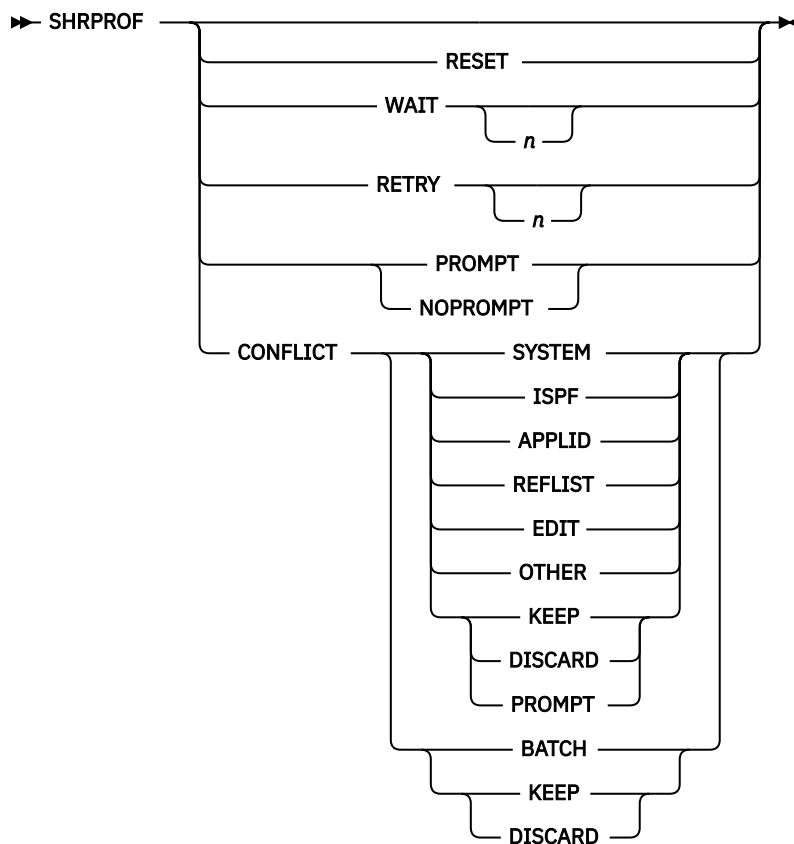 SHRPROF
RESET
WAIT
n
RETRY
n
PROMPT
NOPROMPT
CONFLICT SYSTEM
ISPF
APPLID
REFLIST
EDIT
OTHER
KEEP
DISCARD
PROMPT
BATCH
KEEP
DISCARD